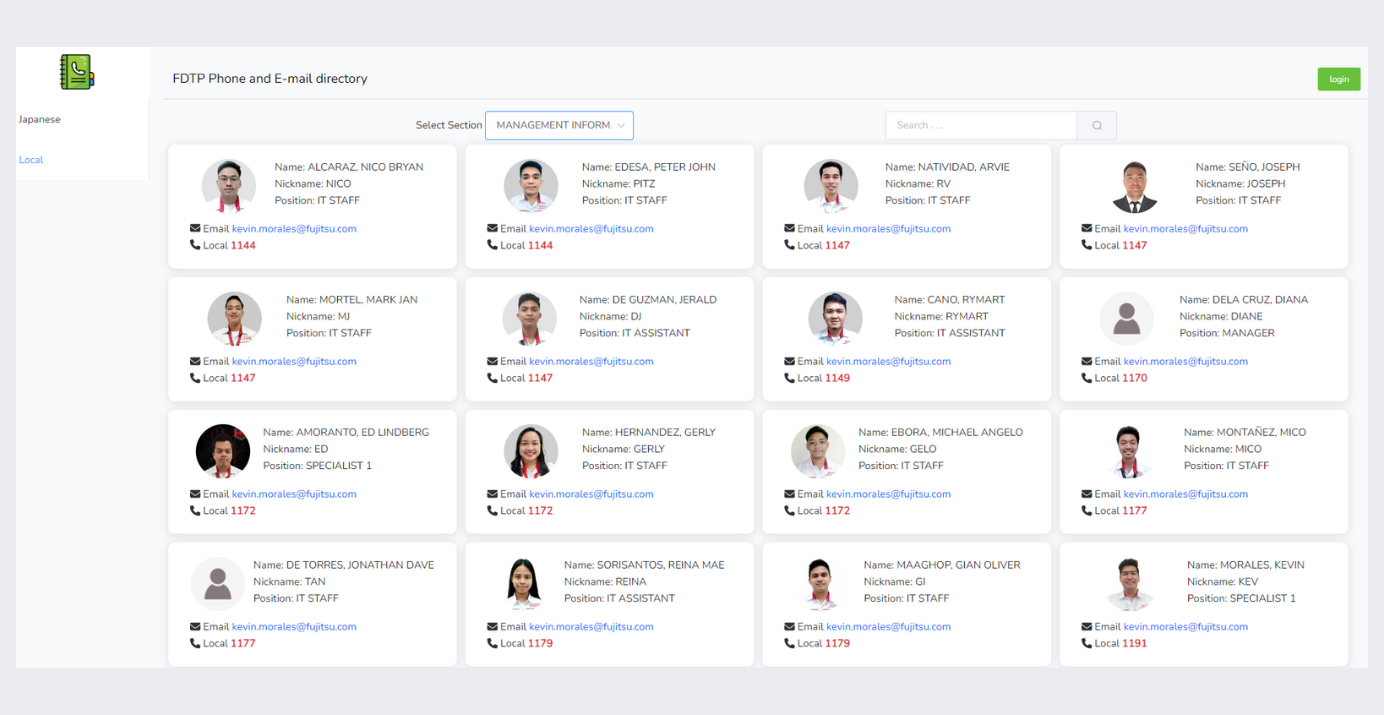 FDTP Phone and E-mail directory
login
Japanese
Local
Select Section MANAGEMENT INFORM. Search . . .
Name: ALCARAZ, NICO BRYAN
Nickname: NICO
Position: IT STAFF
Email kevin.morales@fujitsu.com
Local 1144
Name: EDESA, PETER JOHN
Nickname: PITZ
Position: IT STAFF
Email kevin.morales@fujitsu.com
Local 1144
Name: NATIVIDAD, ARVIE
Nickname: RV
Position: IT STAFF
Email kevin.morales@fujitsu.com
Local 1147
Name: SEÑO, JOSEPH
Nickname: JOSEPH
Position: IT STAFF
Email kevin.morales@fujitsu.com
Local 1147
Name: MORTEL, MARK JAN
Nickname: MJ
Position: IT STAFF
Email kevin.morales@fujitsu.com
Local 1147
Name: DE GUZMAN, JERALD
Nickname: DJ
Position: IT ASSISTANT
Email kevin.morales@fujitsu.com
Local 1147
Name: CANO, RYMART
Nickname: RYMART
Position: IT ASSISTANT
Email kevin.morales@fujitsu.com
Local 1149
Name: DELA CRUZ, DIANA
Nickname: DIANE
Position: MANAGER
Email kevin.morales@fujitsu.com
Local 1170
Name: AMORANTO, ED LINDBERG
Nickname: ED
Position: SPECIALIST 1
Email kevin.morales@fujitsu.com
Local 1172
Name: HERNANDEZ, GERLY
Nickname: GERLY
Position: IT STAFF
Email kevin.morales@fujitsu.com
Local 1172
Name: EBORA, MICHAEL ANGELO
Nickname: GELO
Position: IT STAFF
Email kevin.morales@fujitsu.com
Local 1172
Name: MONTAÑEZ, MICO
Nickname: MICO
Position: IT STAFF
Email kevin.morales@fujitsu.com
Local 1177
Name: DE TORRES, JONATHAN DAVE
Nickname: TAN
Position: IT STAFF
Email kevin.morales@fujitsu.com
Local 1177
Name: SORISANTOS, REINA MAE
Nickname: REINA
Position: IT ASSISTANT
Email kevin.morales@fujitsu.com
Local 1179
Name: MAAGHOP, GIAN OLIVER
Nickname: GI
Position: IT STAFF
Email kevin.morales@fujitsu.com
Local 1179
Name: MORALES, KEVIN
Nickname: KEV
Position: SPECIALIST 1
Email kevin.morales@fujitsu.com
Local 1191